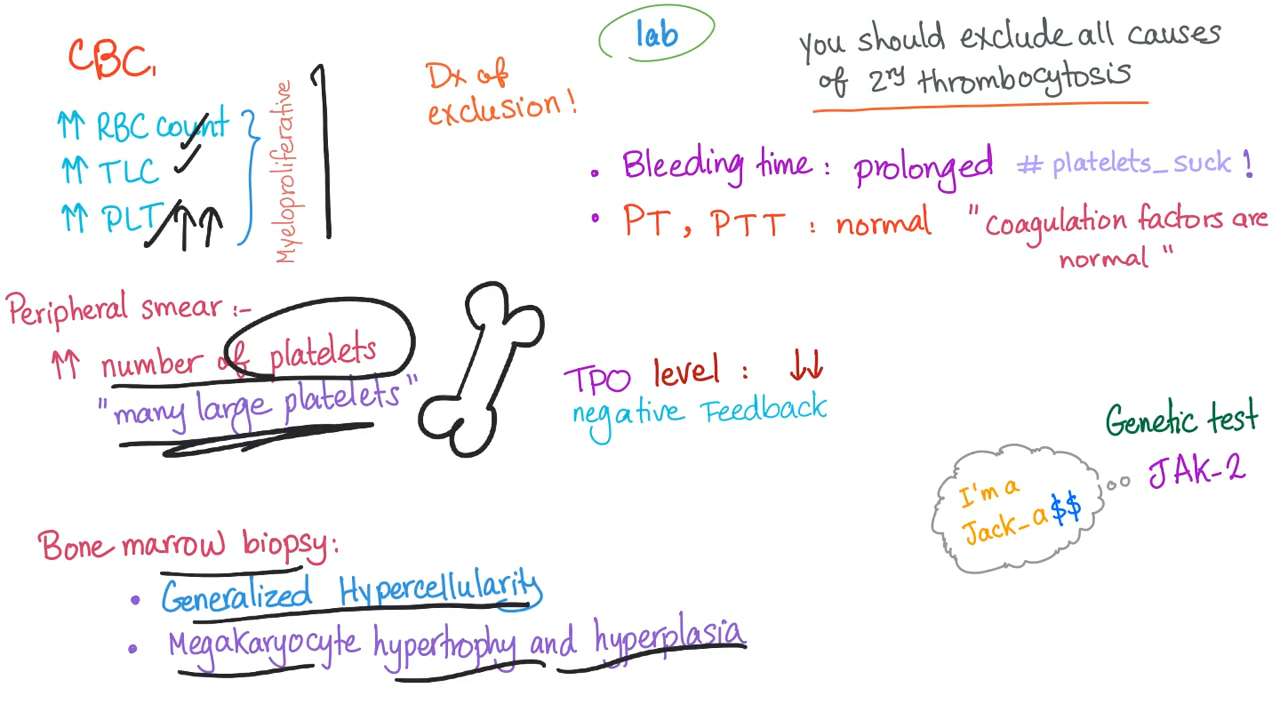 CBC,
↑↑ RBC count
↑↑ TLC
↑↑ PLT ↑↑
Myeloproliferative
Dx of
exclusion!
lab
you should exclude all causes
of 2ry thrombocytosis
• Bleeding time: prolonged #platelets_suck!
• PT, PTT: normal "coagulation factors are
normal"
Peripheral smear:-
↑↑ number of platelets
"many large platelets"
TPO level: ↓↓
negative Feedback
Genetic test
JAK-2
I'm a
Jack_a$$
Bone marrow biopsy:
• Generalized Hypercellularity
• Megakaryocyte hypertrophy and hyperplasia